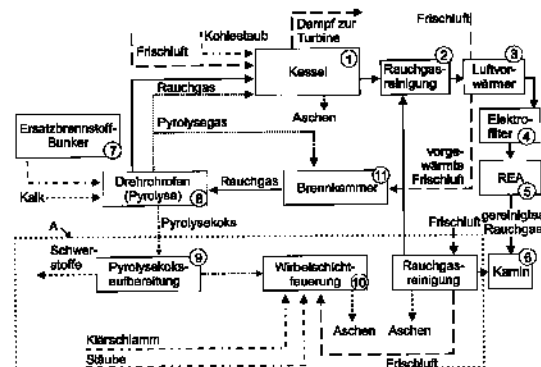 Dampf zur
Turbine
Frischluft
Kohlestaub
Frischluft
1
Kessel
2
Rauchgas-
reinigung
3
Luftvor-
wärmer
Rauchgas
Aschen
Pyrolysegas
Elektro-
filter
4
Ersatzbrennstoff-
Bunker
7
vorge-
wärmte
Frischluft
Kalk
Drehrohrofen
(Pyrolyse)
8
Rauchgas
11
Brennkammer
REA
5
A
Pyrolysekoks
Frischluft
gereinigtes
Rauchgas
Schwer-
stoffe
9
Pyrolysekoks-
aufbereitung
Wirbelschicht-
feuerung
10
Rauchgas-
reinigung
6
Kamin
Aschen
Aschen
Klärschlamm
Stäube
Frischluft